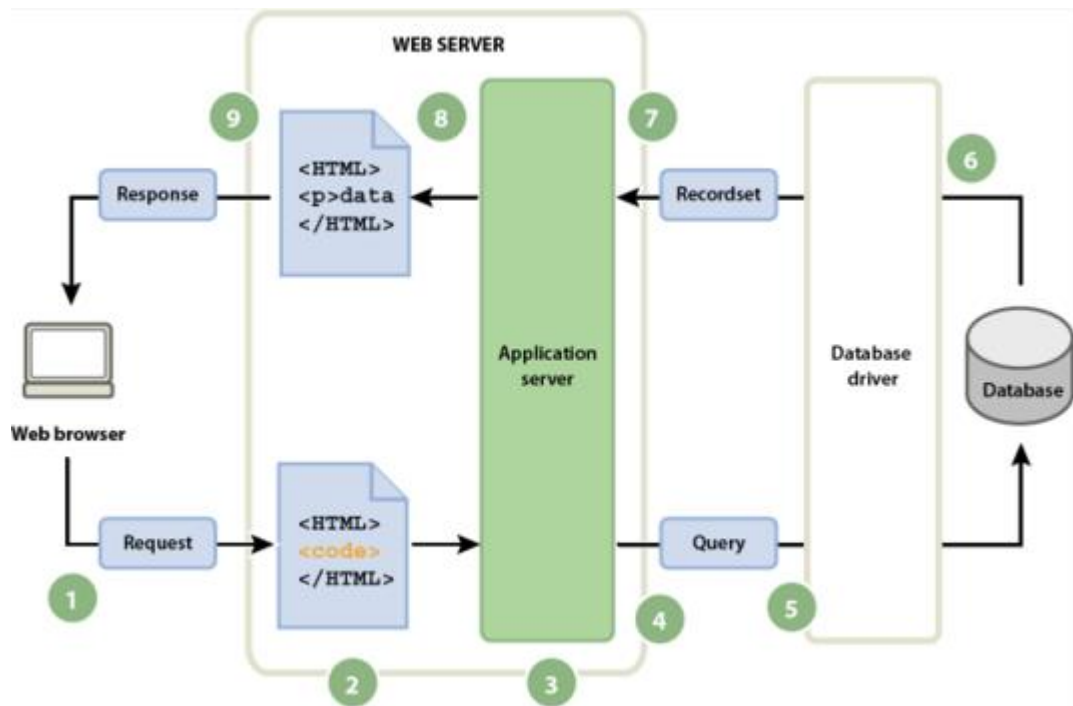 WEB SERVER
9
8
7
6
<HTML>
<p>data
</HTML>
Response
Recordset
Application
server
Database
driver
Database
Web browser
<HTML>
<code>
</HTML>
Request
Query
1
2
3
4
5